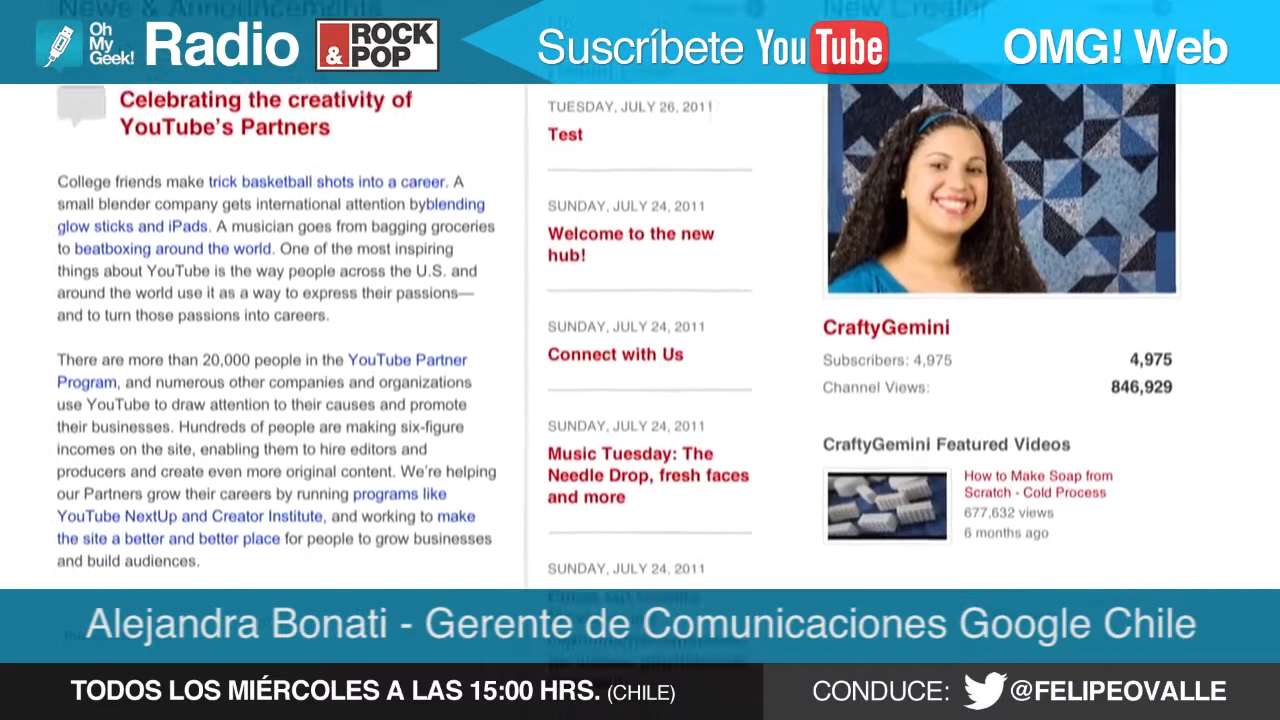 News & Announcements
New Creator
Oh My Geek!
Radio
ROCK & POP
Suscríbete YouTube
OMG! Web
Celebrating the creativity of
YouTube's Partners
College friends make trick basketball shots into a career. A
small blender company gets international attention byblending
glow sticks and iPads. A musician goes from bagging groceries
to beatboxing around the world. One of the most inspiring
things about YouTube is the way people across the U.S. and
around the world use it as a way to express their passions—
and to turn those passions into careers.
There are more than 20,000 people in the YouTube Partner
Program, and numerous other companies and organizations
use YouTube to draw attention to their causes and promote
their businesses. Hundreds of people are making six-figure
incomes on the site, enabling them to hire editors and
producers and create even more original content. We're helping
our Partners grow their careers by running programs like
YouTube NextUp and Creator Institute, and working to make
the site a better and better place for people to grow businesses
and build audiences.
TUESDAY, JULY 26, 2011
Test
SUNDAY, JULY 24, 2011
Welcome to the new
hub!
SUNDAY, JULY 24, 2011
Connect with Us
SUNDAY, JULY 24, 2011
Music Tuesday: The
Needle Drop, fresh faces
and more
SUNDAY, JULY 24, 2011
CraftyGemini
Subscribers: 4,975 4,975
Channel Views: 846,929
CraftyGemini Featured Videos
How to Make Soap from
Scratch - Cold Process
677,632 views
6 months ago
Alejandra Bonati - Gerente de Comunicaciones Google Chile
TODOS LOS MIÉRCOLES A LAS 15:00 HRS. (CHILE)
CONDUCE: @FELIPEOVALLE